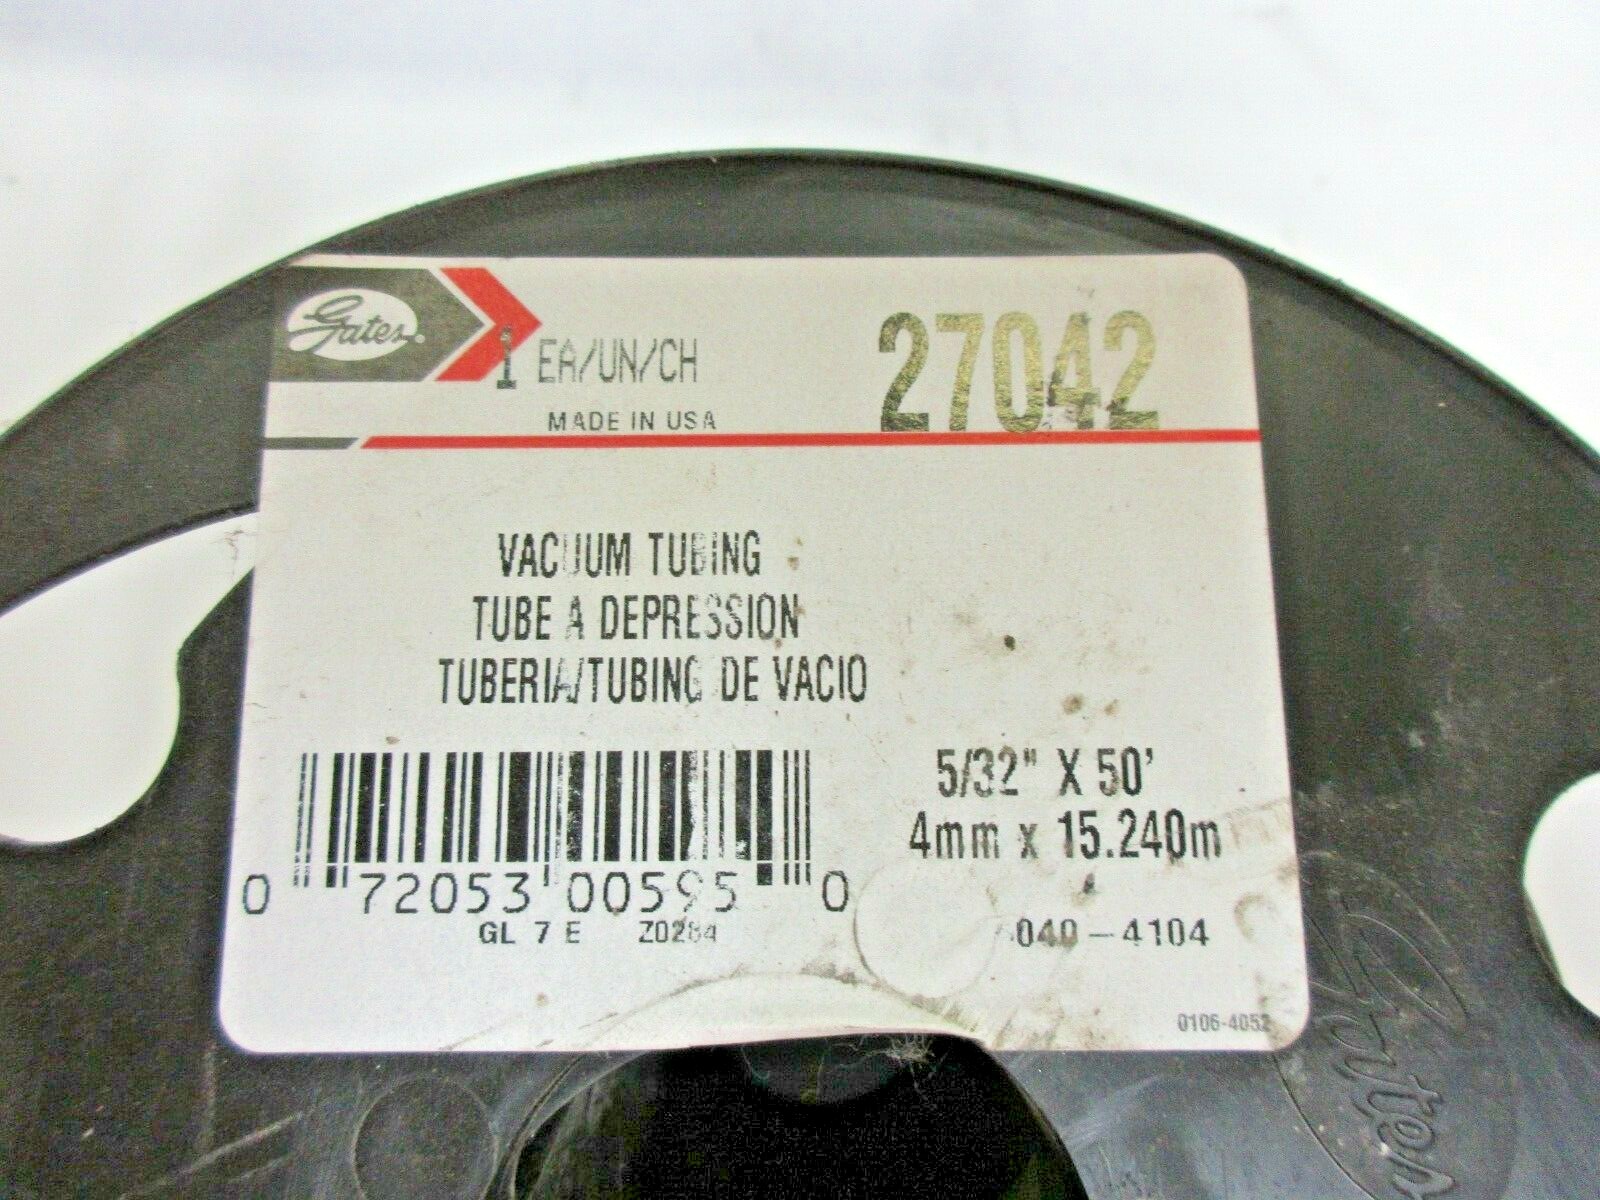 Gates
1 EA/UN/CH
27042
MADE IN USA
VACUUM TUBING
TUBE A DEPRESSION
TUBERIA/TUBING DE VACIO
5/32" X 50'
4mm x 15.240m
0 72053 00595 0
GL 7 E Z0284
040-4104
0106-4052